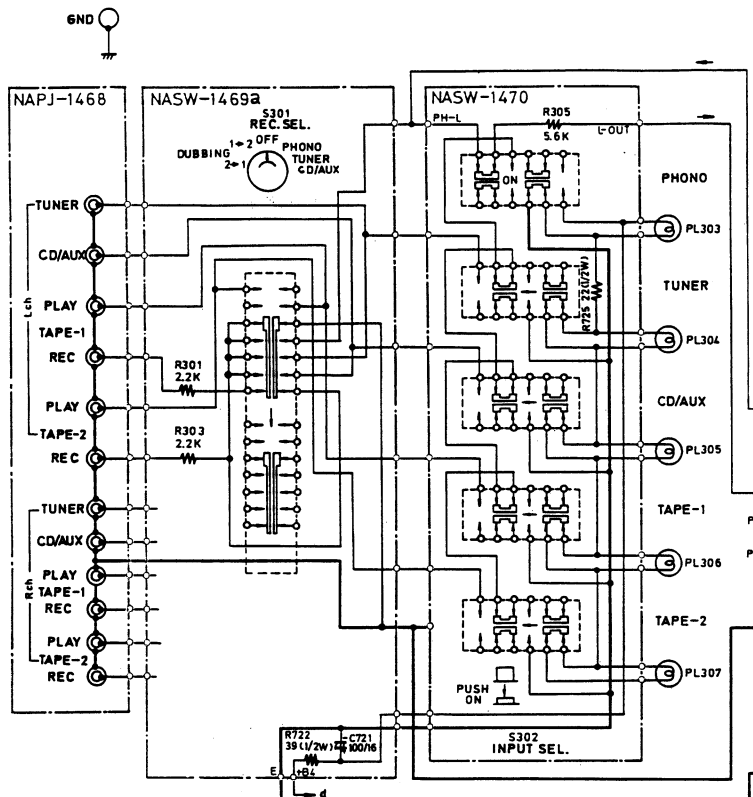 GND
NAPJ-1468
NASW-1469a
NASW-1470
S301
REC. SEL.
OFF
DUBBING
1→2
2→1
PHONO
TUNER
CD/AUX
PH-L
R305
5.6K
L-OUT
ON
PHONO
PL303
TUNER
R725 22(1/2W)
PL304
CD/AUX
PL305
TAPE-1
PL306
TAPE-2
PL307
PUSH
ON
S302
INPUT SEL.
Lch
TUNER
CD/AUX
PLAY
TAPE-1
REC
PLAY
TAPE-2
REC
R301
2.2K
R303
2.2K
Rch
TUNER
CD/AUX
PLAY
TAPE-1
REC
PLAY
TAPE-2
REC
R722
39(1/2W)
C721
100/16
E
+B4
d
P
P